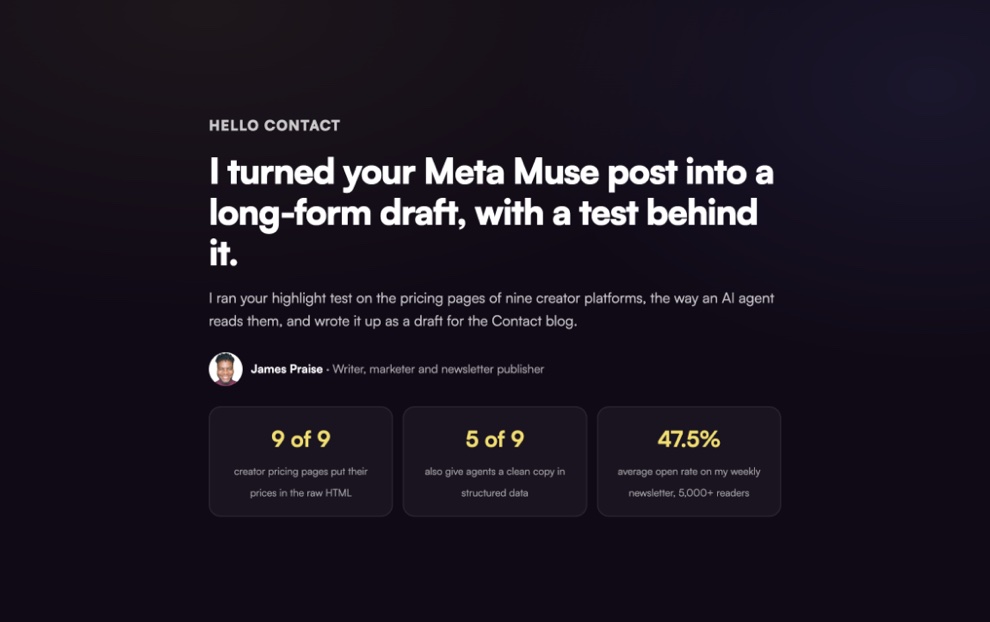 HELLO CONTACT
I turned your Meta Muse post into a
long-form draft, with a test behind
it.
I ran your highlight test on the pricing pages of nine creator platforms, the way an AI agent
reads them, and wrote it up as a draft for the Contact blog.
James Praise · Writer, marketer and newsletter publisher
9 of 9
creator pricing pages put their
prices in the raw HTML
5 of 9
also give agents a clean copy in
structured data
47.5%
average open rate on my weekly
newsletter, 5,000+ readers